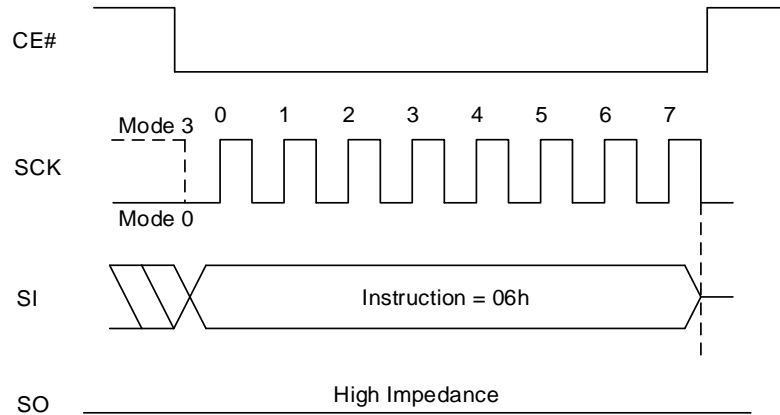 CE#
0 1 2 3 4 5 6 7
Mode 3
SCK
Mode 0
SI
Instruction = 06h
High Impedance
SO